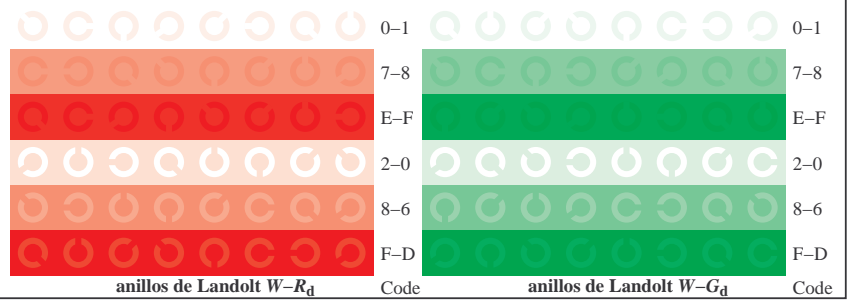 0–1 0–1
7–8 7–8
E–F E–F
2–0 2–0
8–6 8–6
F–D F–D
anillos de Landolt W–Rd Code anillos de Landolt W–Gd Code